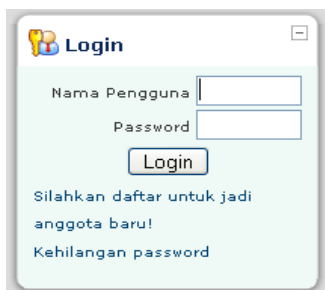 Login
Nama Pengguna
Password
Login
Silahkan daftar untuk jadi
anggota baru!
Kehilangan password